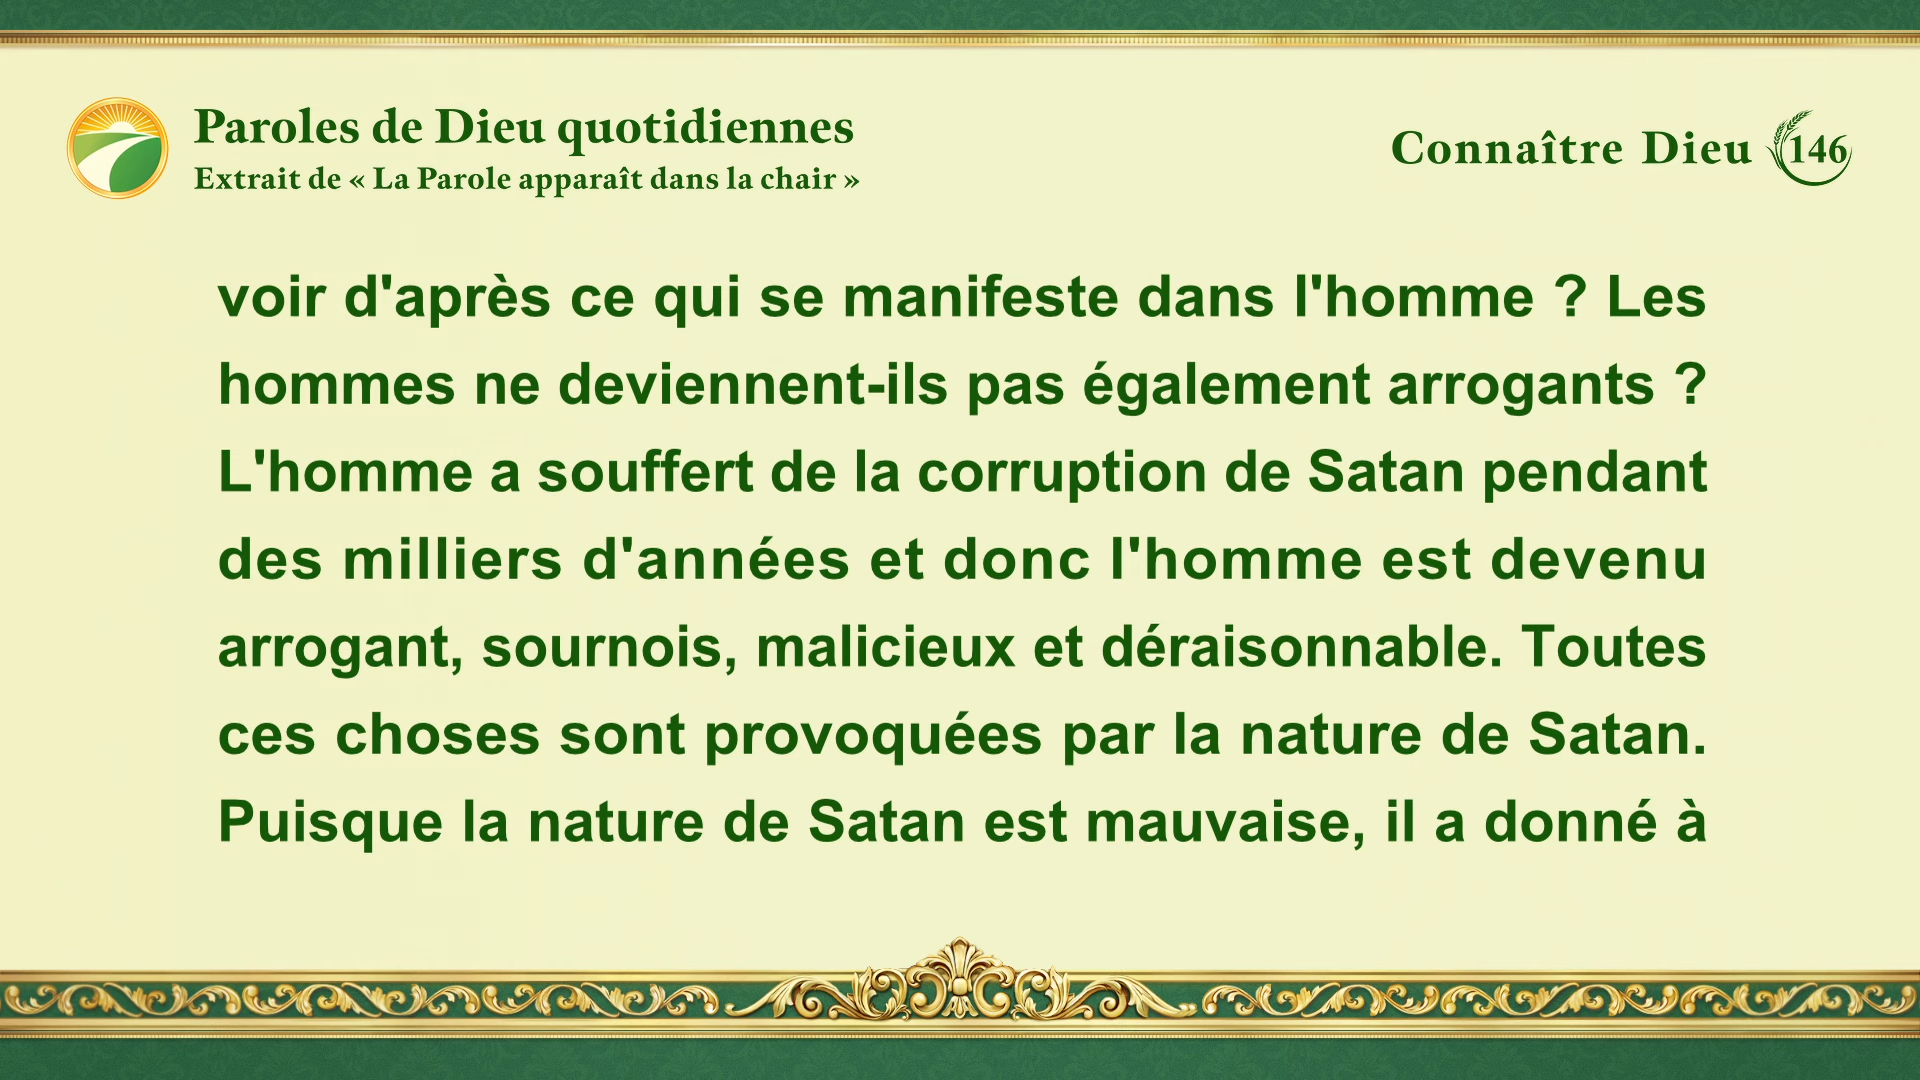 Paroles de Dieu quotidiennes
Extrait de « La Parole apparaît dans la chair »
Connaître Dieu 146
voir d'après ce qui se manifeste dans l'homme ? Les
hommes ne deviennent-ils pas également arrogants ?
L'homme a souffert de la corruption de Satan pendant
des milliers d'années et donc l'homme est devenu
arrogant, sournois, malicieux et déraisonnable. Toutes
ces choses sont provoquées par la nature de Satan.
Puisque la nature de Satan est mauvaise, il a donné à